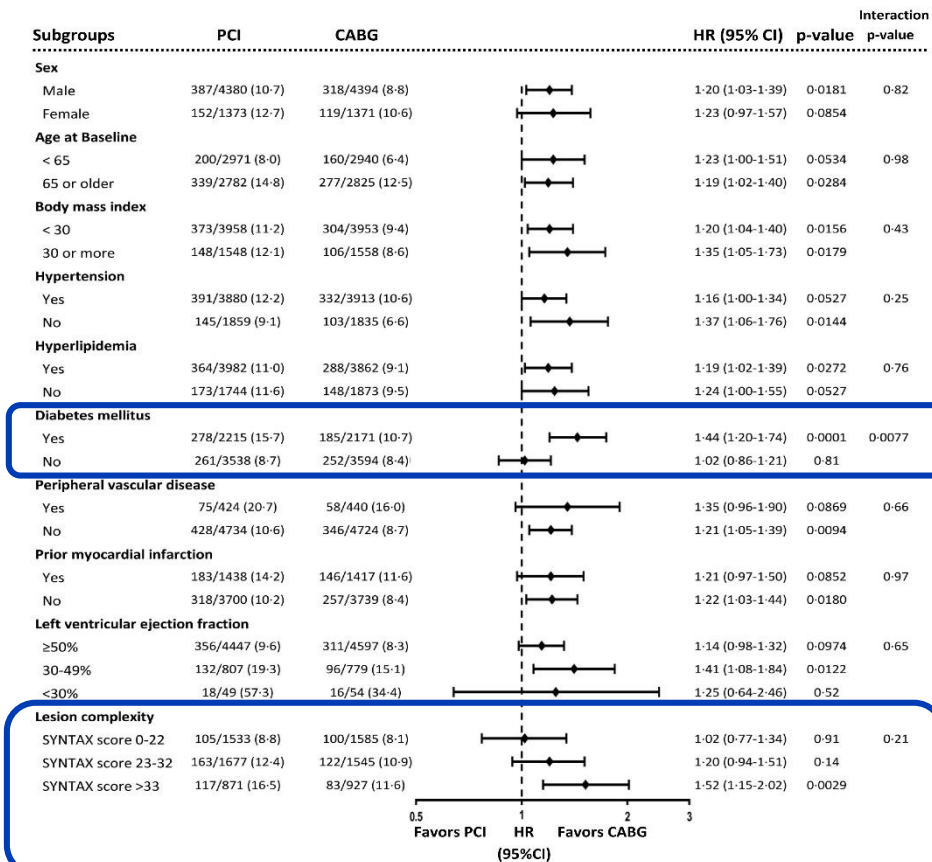 Interaction
Subgroups PCI CABG HR (95% CI) p-value p-value
Sex
Male 387/4380 (10·7) 318/4394 (8·8) 1·20 (1·03-1·39) 0·0181 0·82
Female 152/1373 (12·7) 119/1371 (10·6) 1·23 (0·97-1·57) 0·0854
Age at Baseline
< 65 200/2971 (8·0) 160/2940 (6·4) 1·23 (1·00-1·51) 0·0534 0·98
65 or older 339/2782 (14·8) 277/2825 (12·5) 1·19 (1·02-1·40) 0·0284
Body mass index
< 30 373/3958 (11·2) 304/3953 (9·4) 1·20 (1·04-1·40) 0·0156 0·43
30 or more 148/1548 (12·1) 106/1558 (8·6) 1·35 (1·05-1·73) 0·0179
Hypertension
Yes 391/3880 (12·2) 332/3913 (10·6) 1·16 (1·00-1·34) 0·0527 0·25
No 145/1859 (9·1) 103/1835 (6·6) 1·37 (1·06-1·76) 0·0144
Hyperlipidemia
Yes 364/3982 (11·0) 288/3862 (9·1) 1·19 (1·02-1·39) 0·0272 0·76
No 173/1744 (11·6) 148/1873 (9·5) 1·24 (1·00-1·55) 0·0527
Diabetes mellitus
Yes 278/2215 (15·7) 185/2171 (10·7) 1·44 (1·20-1·74) 0·0001 0·0077
No 261/3538 (8·7) 252/3594 (8·4) 1·02 (0·86-1·21) 0·81
Peripheral vascular disease
Yes 75/424 (20·7) 58/440 (16·0) 1·35 (0·96-1·90) 0·0869 0·66
No 428/4734 (10·6) 346/4724 (8·7) 1·21 (1·05-1·39) 0·0094
Prior myocardial infarction
Yes 183/1438 (14·2) 146/1417 (11·6) 1·21 (0·97-1·50) 0·0852 0·97
No 318/3700 (10·2) 257/3739 (8·4) 1·22 (1·03-1·44) 0·0180
Left ventricular ejection fraction
≥50% 356/4447 (9·6) 311/4597 (8·3) 1·14 (0·98-1·32) 0·0974 0·65
30-49% 132/807 (19·3) 96/779 (15·1) 1·41 (1·08-1·84) 0·0122
<30% 18/49 (57·3) 16/54 (34·4) 1·25 (0·64-2·46) 0·52
Lesion complexity
SYNTAX score 0-22 105/1533 (8·8) 100/1585 (8·1) 1·02 (0·77-1·34) 0·91 0·21
SYNTAX score 23-32 163/1677 (12·4) 122/1545 (10·9) 1·20 (0·94-1·51) 0·14
SYNTAX score >33 117/871 (16·5) 83/927 (11·6) 1·52 (1·15-2·02) 0·0029
0.5 1 2 3
Favors PCI HR Favors CABG
(95%CI)